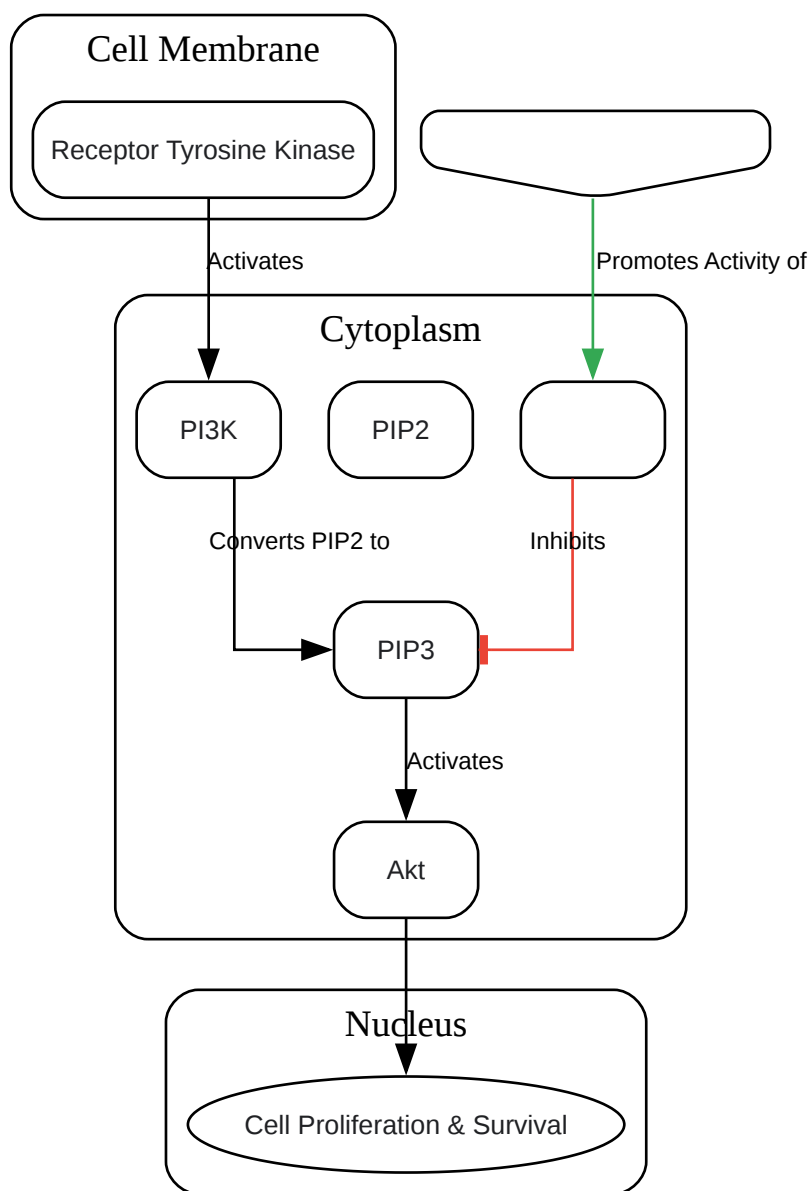 Cell Membrane
Receptor Tyrosine Kinase
Activates
Promotes Activity of
Cytoplasm
PI3K
PIP2
Converts PIP2 to
Inhibits
PIP3
Activates
Akt
Nucleus
Cell Proliferation & Survival